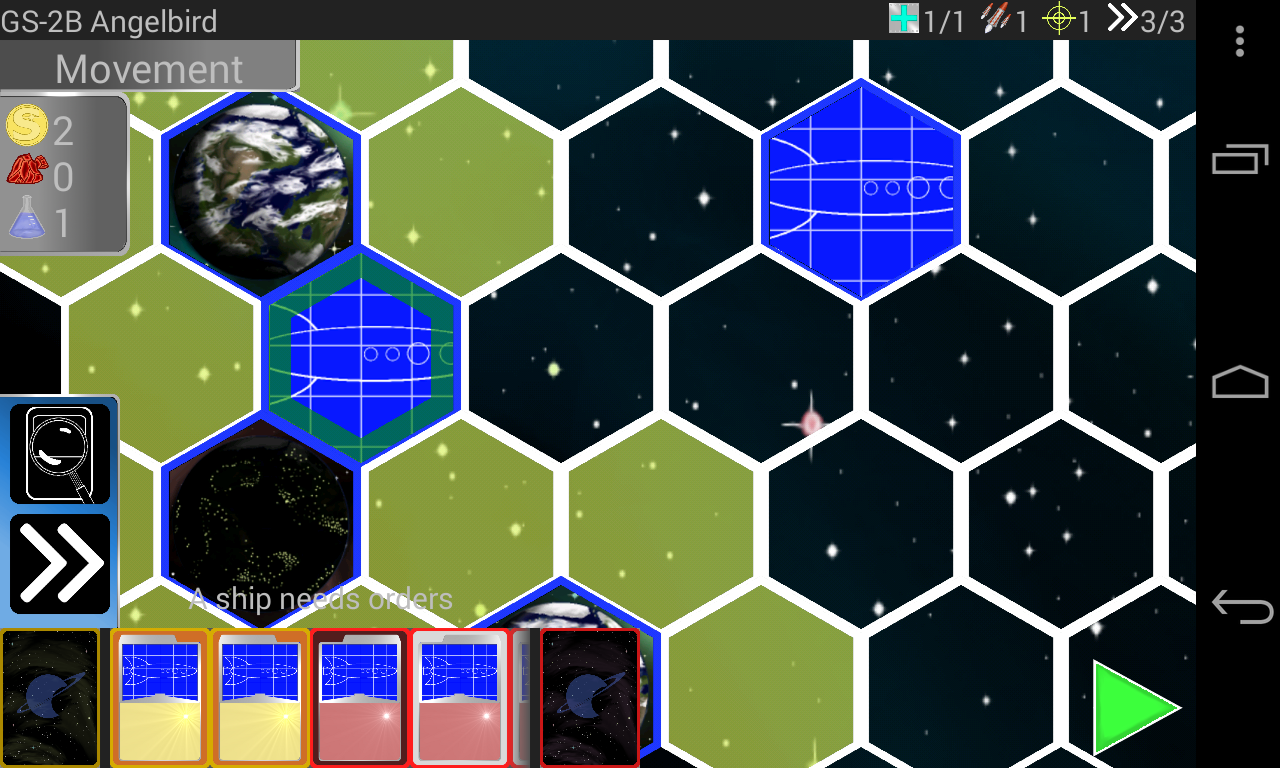 GS-2B Angelbird
1/1 1 1 3/3
Movement
2
0
1
A ship needs orders